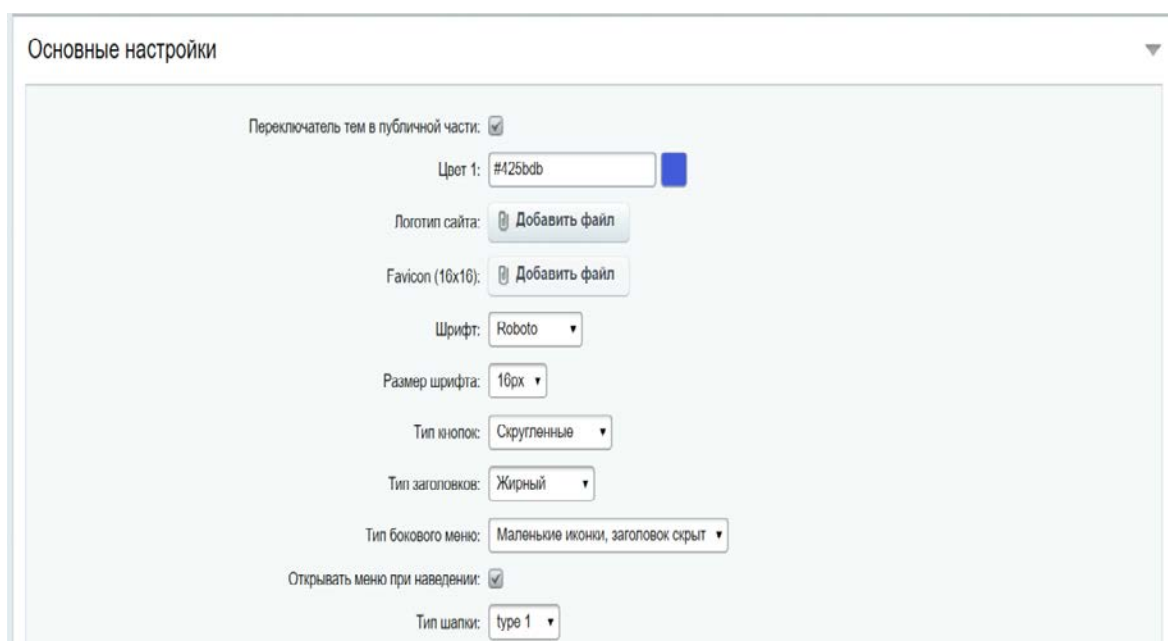 Основные настройки
Переключатель тем в публичной части:
Цвет 1: #425bdb
Логотип сайта: Добавить файл
Favicon (16x16): Добавить файл
Шрифт: Roboto
Размер шрифта: 16px
Тип кнопок: Скругленные
Тип заголовков: Жирный
Тип бокового меню: Маленькие иконки, заголовок скрыт
Открывать меню при наведении:
Тип шапки: type 1